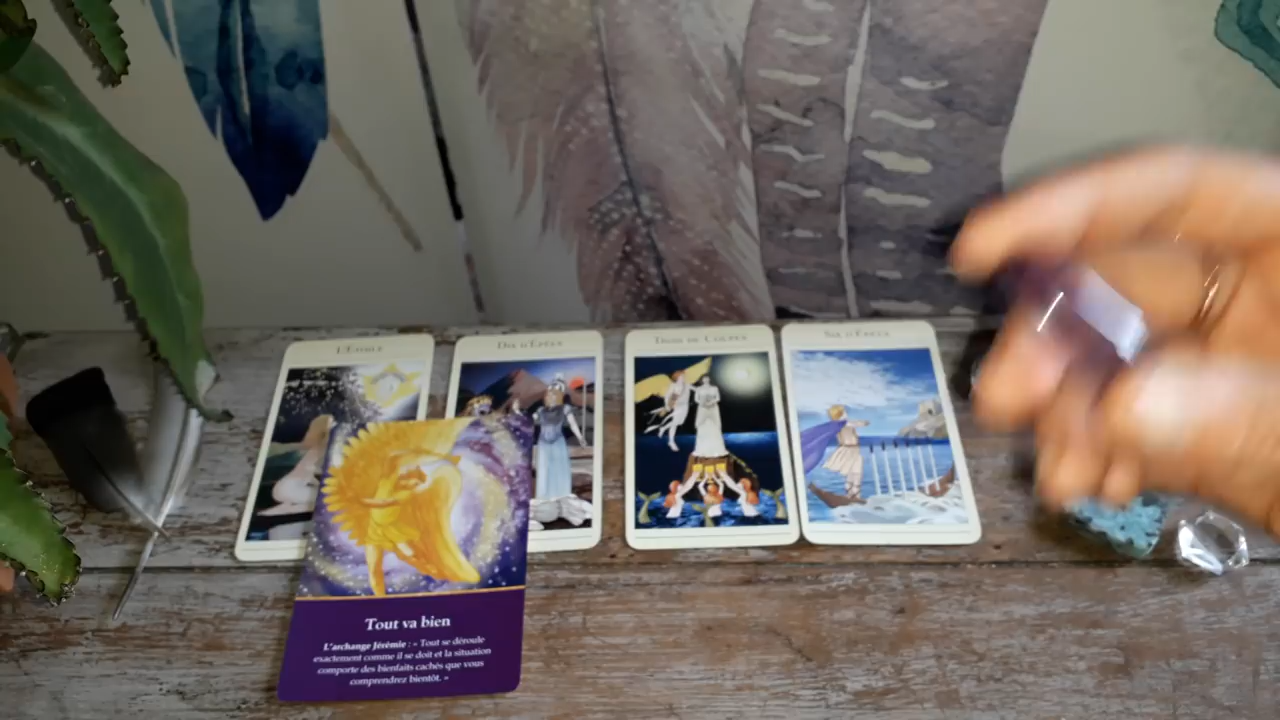 L'Étoile
Dix d'Épées
Trois de Coupes
Six d'Épées
Tout va bien
L'archange Jérémie : « Tout se déroule
exactement comme il se doit et la situation
comporte des bienfaits cachés que vous
comprendrez bientôt. »